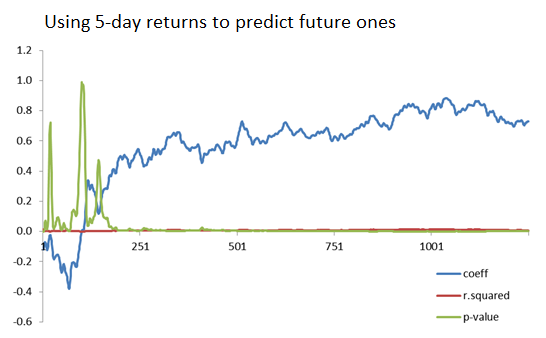 Using 5-day returns to predict future ones
1.2
1.0
0.8
0.6
0.4
0.2
0.0
-0.2
-0.4
-0.6
1 251 501 751 1001
coeff
r.squared
p-value